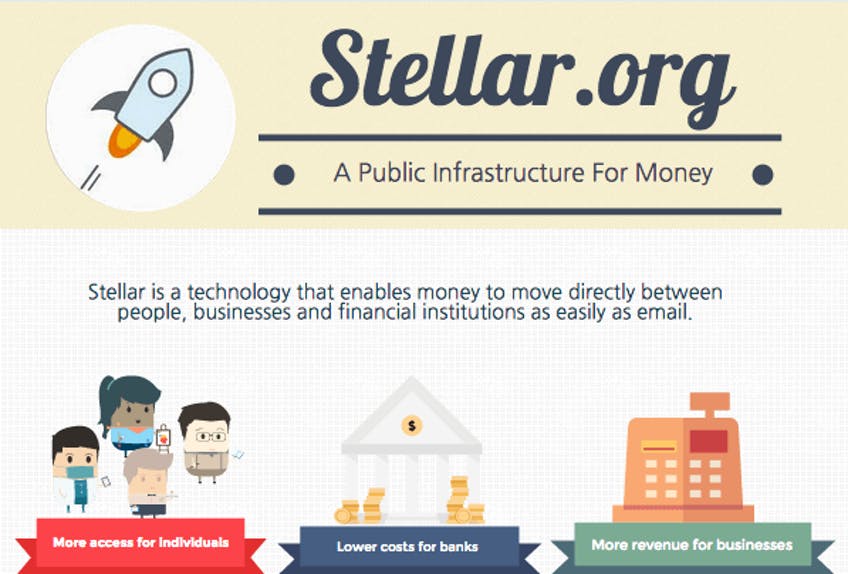 Stellar.org
A Public Infrastructure For Money
Stellar is a technology that enables money to move directly between
people, businesses and financial institutions as easily as email.
$
More access for individuals
Lower costs for banks
More revenue for businesses